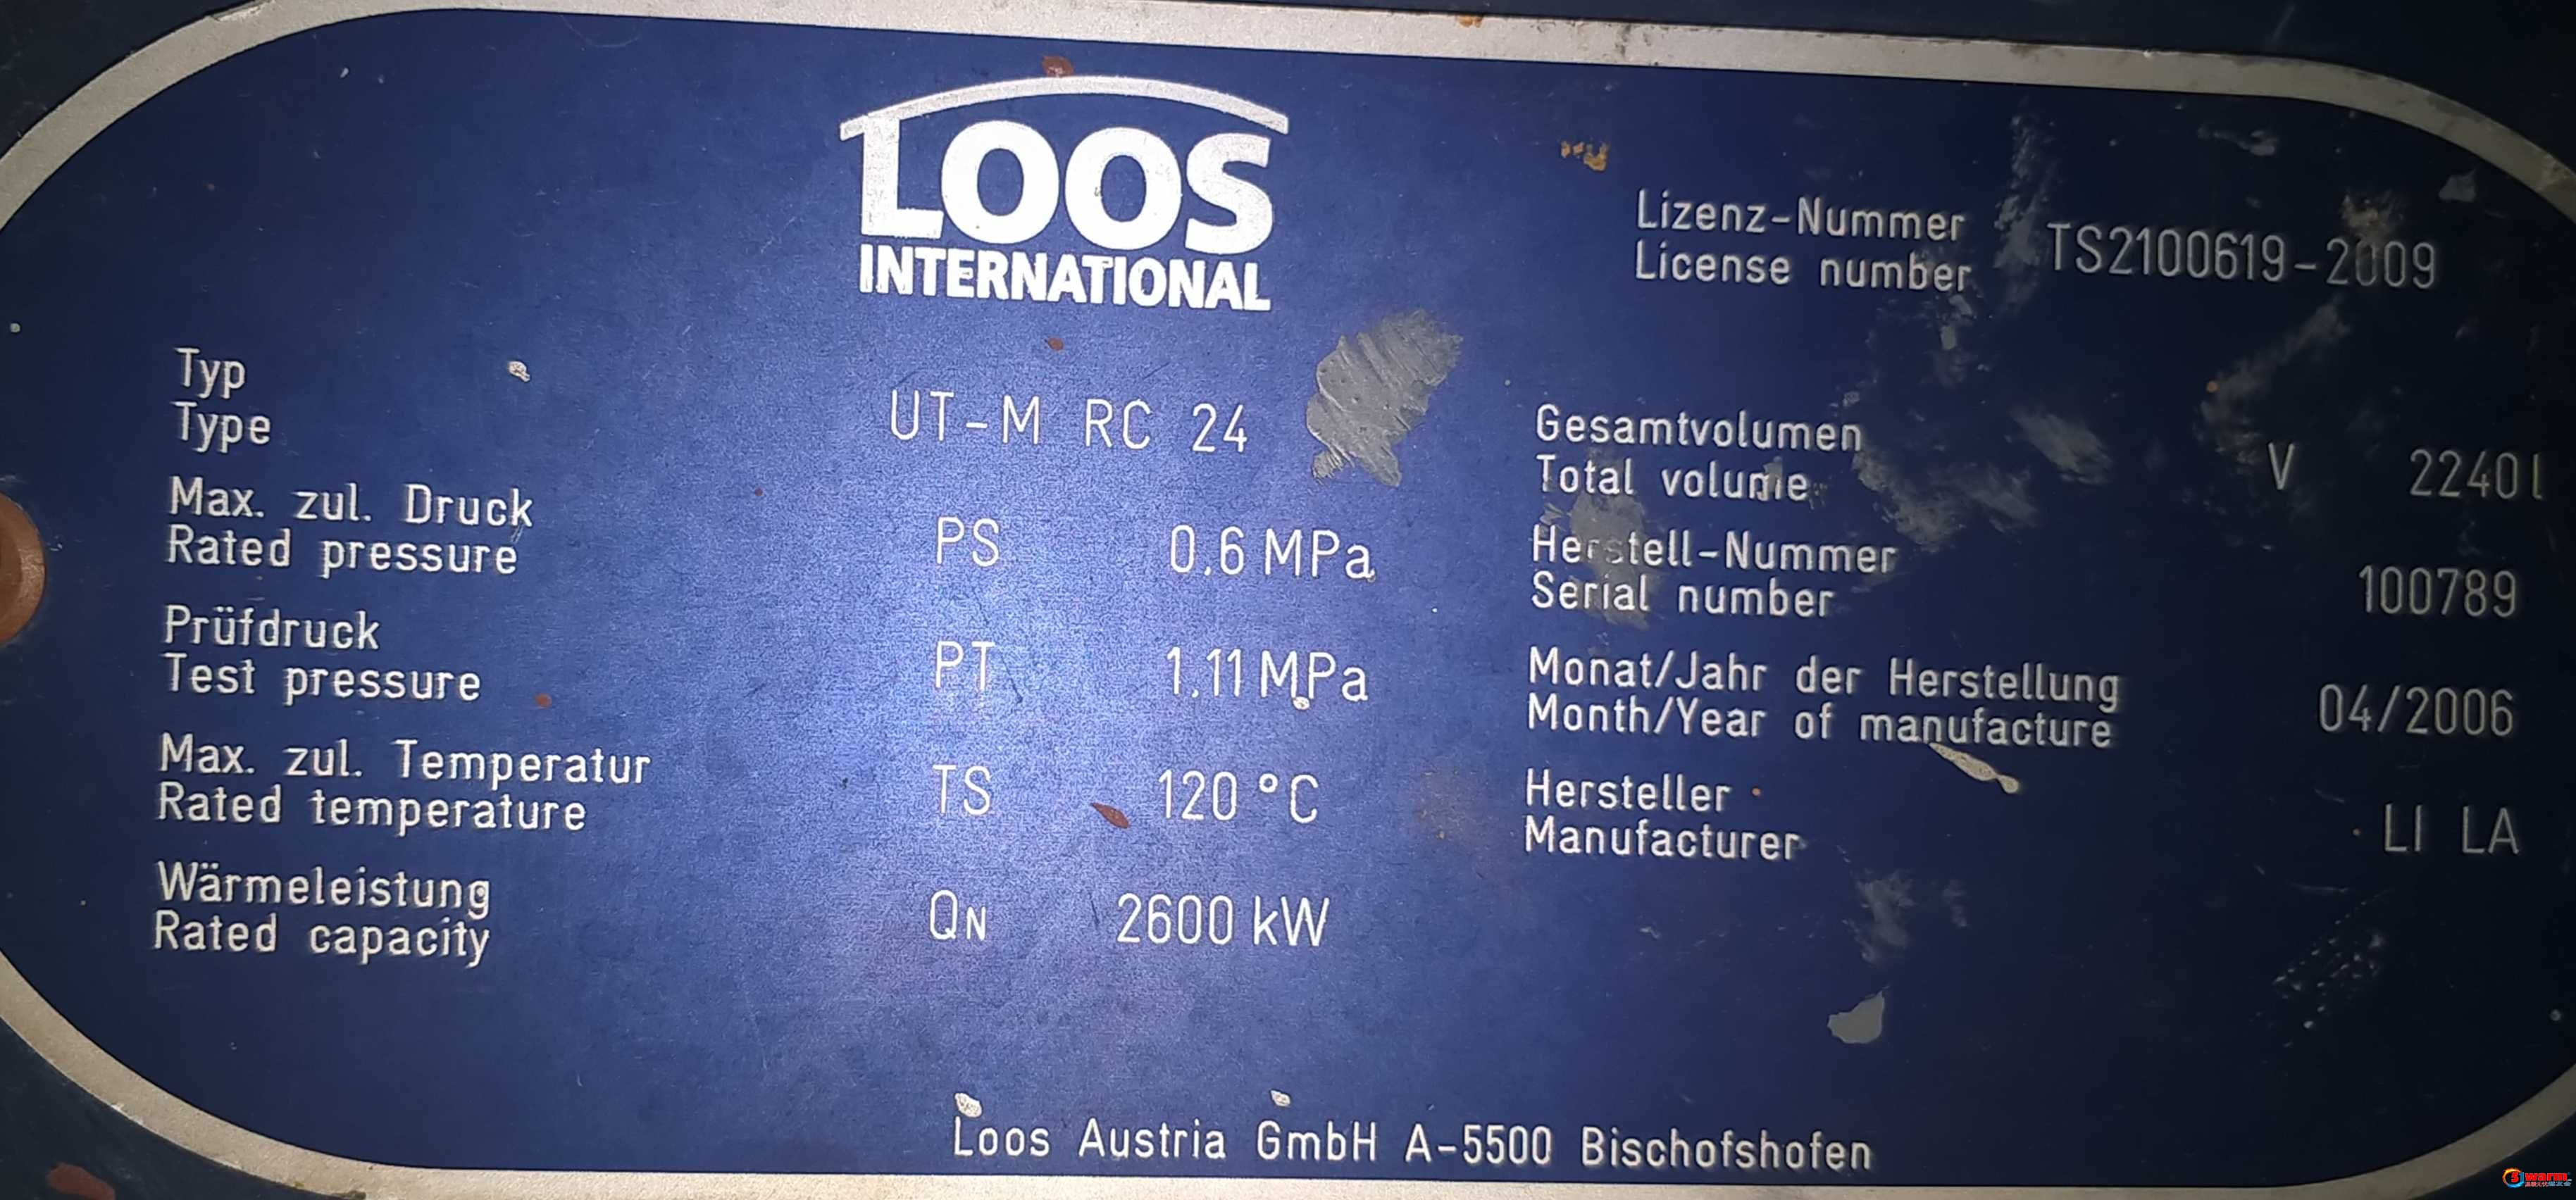 LOOS
INTERNATIONAL
Lizenz-Nummer
License number
TS2100619-2009
Typ
Type
UT-M RC 24
Max. zul. Druck
Rated pressure
PS 0.6 MPa
Prüfdruck
Test pressure
PT 1.11 MPa
Max. zul. Temperatur
Rated temperature
TS 120 °C
Wärmeleistung
Rated capacity
QN 2600 kW
Gesamtvolumen
Total volume
V 2240 l
Herstell-Nummer
Serial number
100789
Monat/Jahr der Herstellung
Month/Year of manufacture
04/2006
Hersteller
Manufacturer
LI LA
Loos Austria GmbH A-5500 Bischofshofen
warm